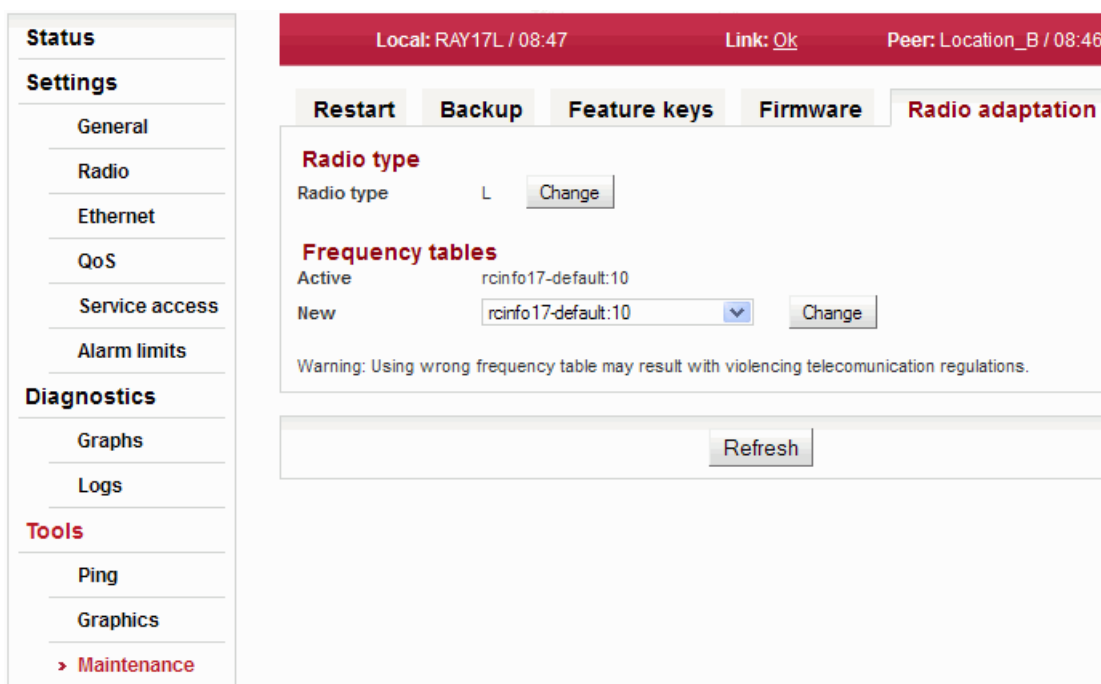 Status
Settings
General
Radio
Ethernet
QoS
Service access
Alarm limits
Diagnostics
Graphs
Logs
Tools
Ping
Graphics
Maintenance
Local: RAY17L / 08:47 Link: Ok Peer: Location_B / 08:46
Restart Backup Feature keys Firmware Radio adaptation
Radio type
Radio type L Change
Frequency tables
Active rcinfo17-default:10
New rcinfo17-default:10 Change
Warning: Using wrong frequency table may result with violencing telecomunication regulations.
Refresh